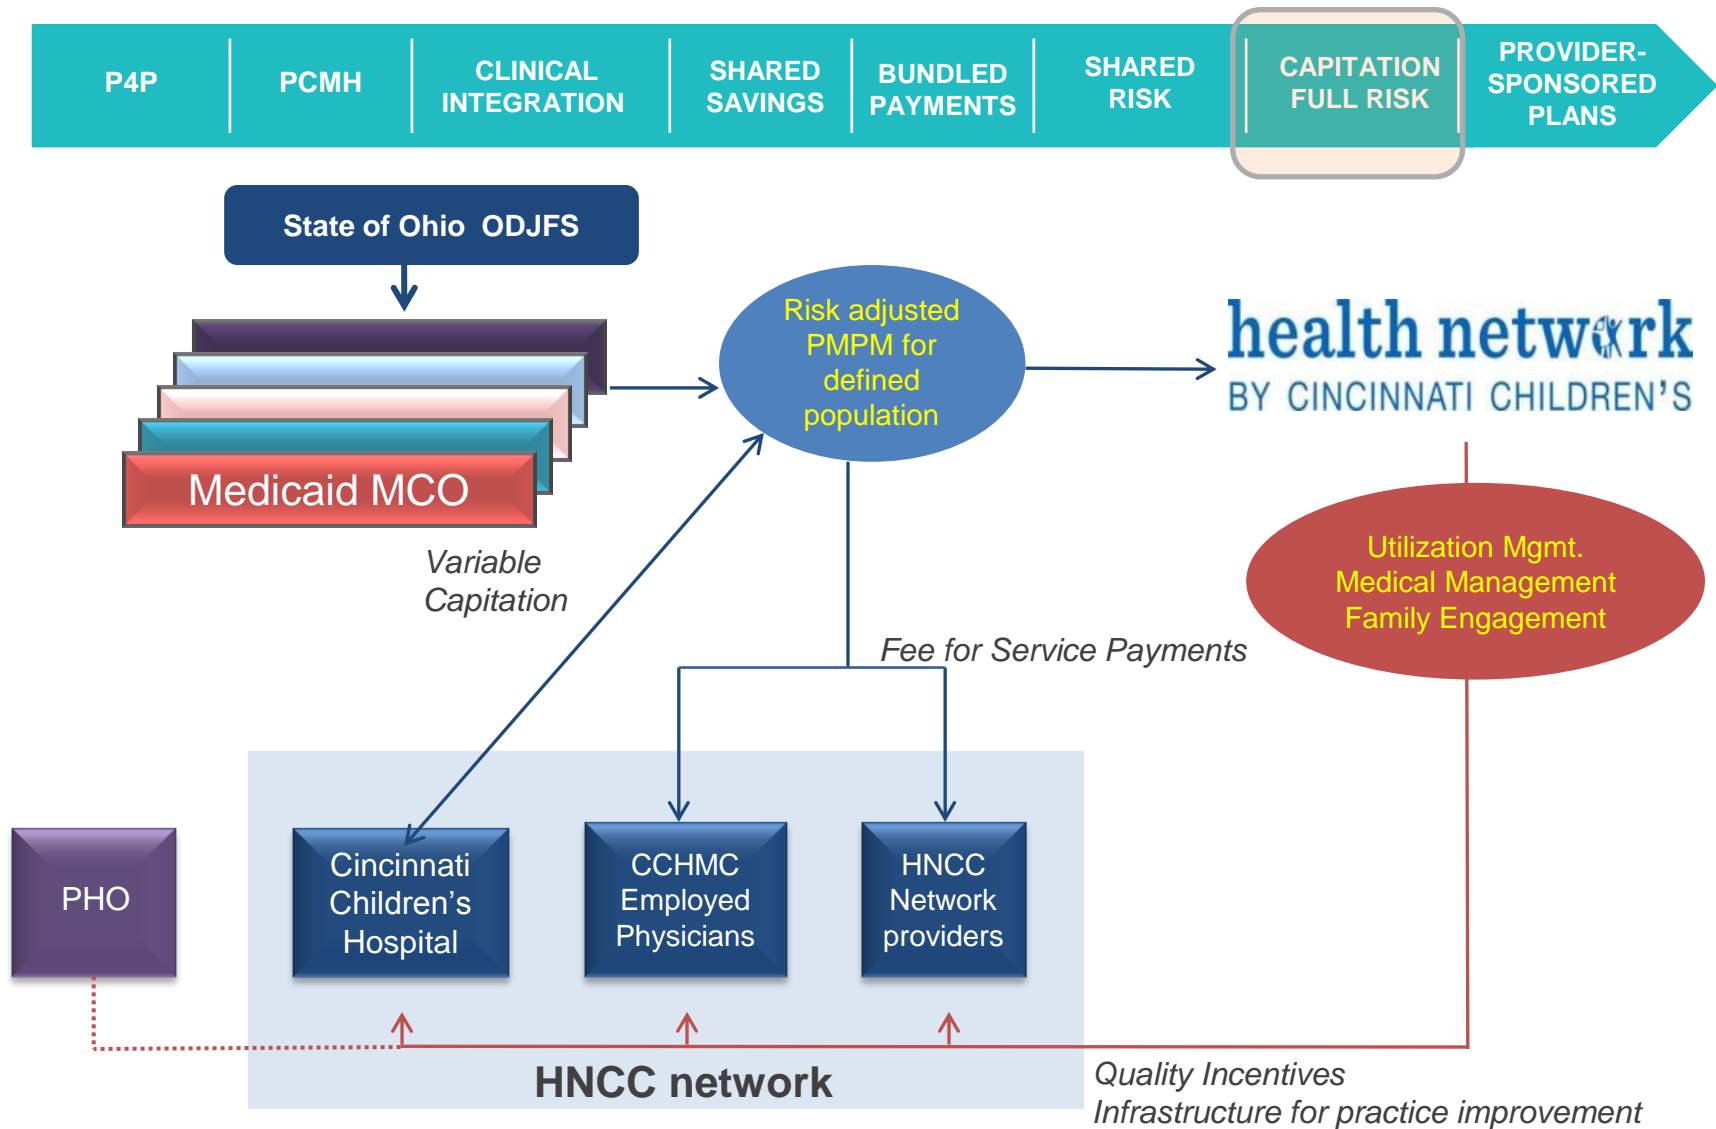 P4P
PCMH
CLINICAL
INTEGRATION
SHARED
SAVINGS
BUNDLED
PAYMENTS
SHARED
RISK
CAPITATION
FULL RISK
PROVIDER-
SPONSORED
PLANS
State of Ohio ODJFS
Medicaid MCO
Risk adjusted
PMPM for
defined
population
health network
BY CINCINNATI CHILDREN'S
Variable
Capitation
Utilization Mgmt.
Medical Management
Family Engagement
Fee for Service Payments
PHO
Cincinnati
Children’s
Hospital
CCHMC
Employed
Physicians
HNCC
Network
providers
HNCC network
Quality Incentives
Infrastructure for practice improvement